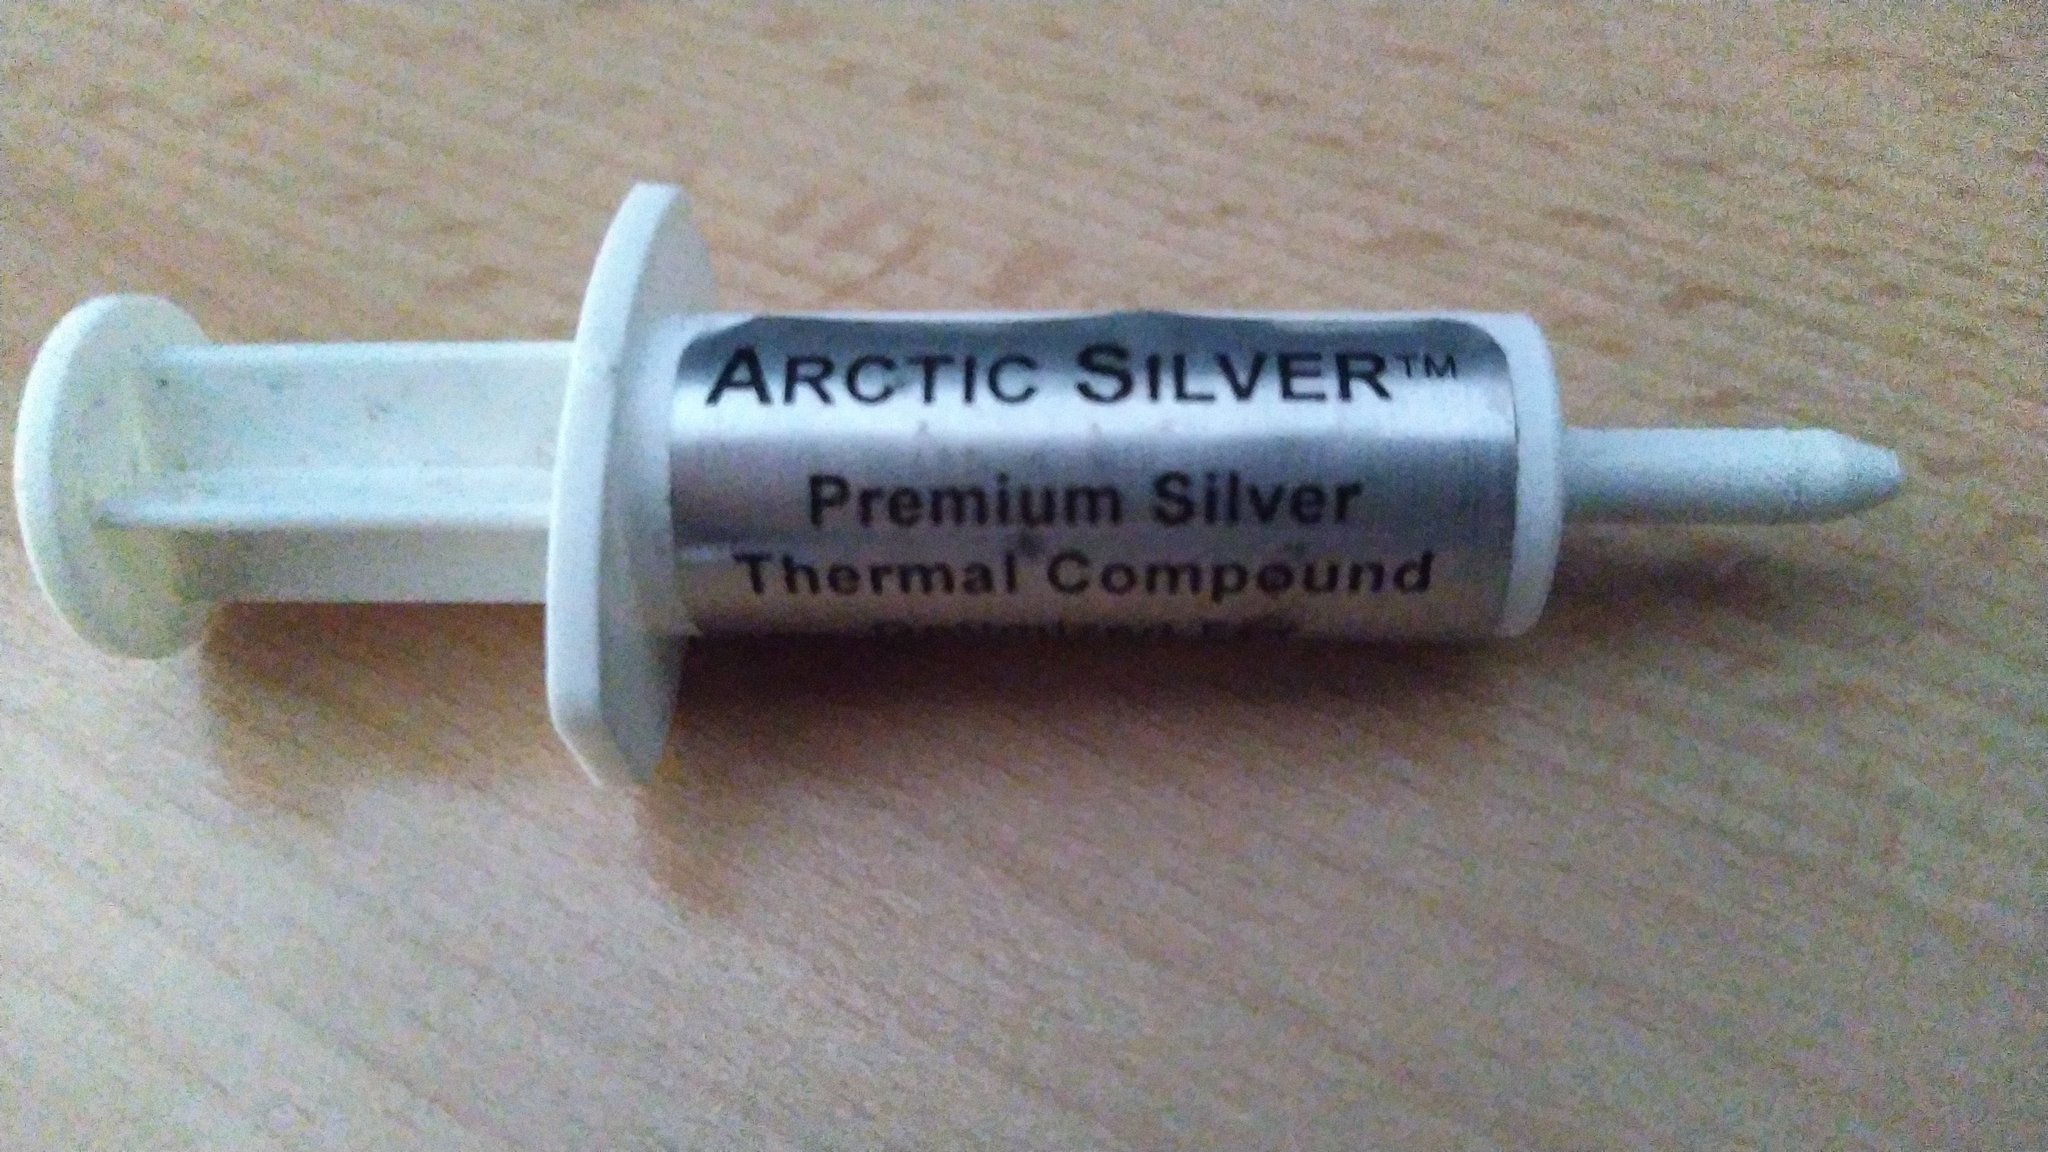 ARCTIC SILVER™
Premium Silver
Thermal Compound